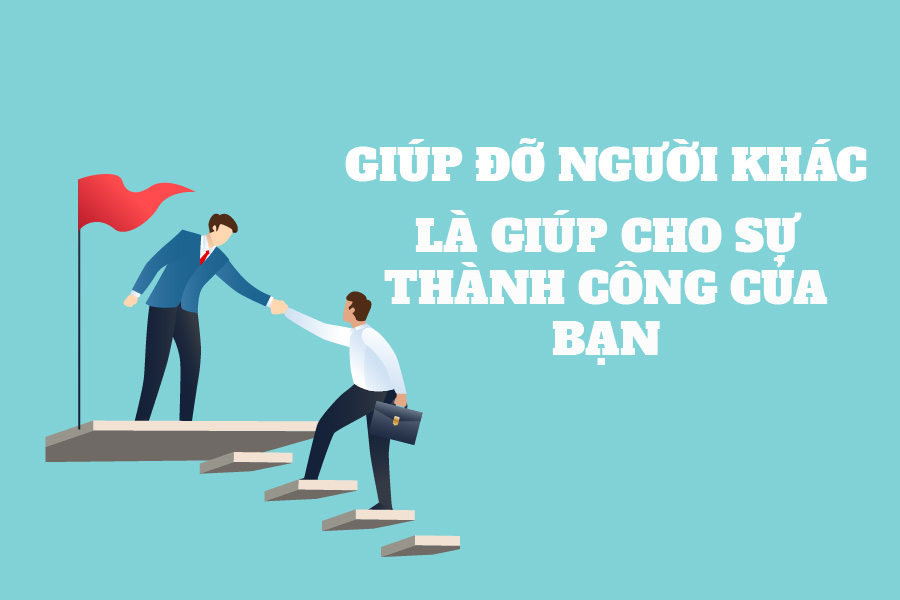 GIÚP ĐỠ NGƯỜI KHÁC
LÀ GIÚP CHO SỰ
THÀNH CÔNG CỦA
BẠN